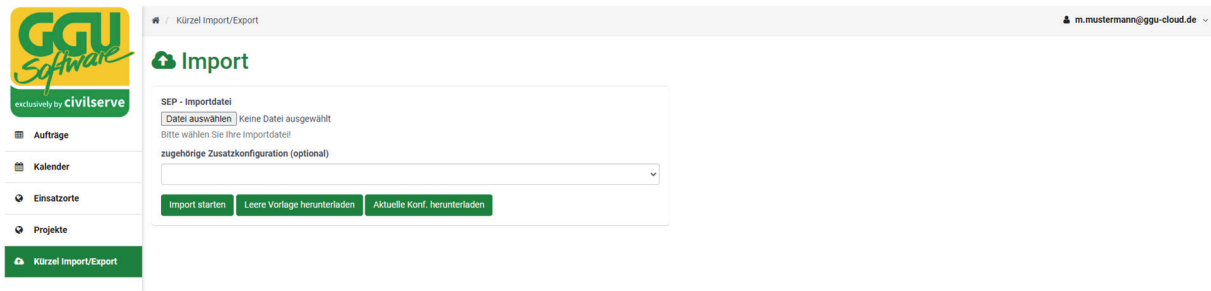 GGU
Software
exclusively by civilserve
Aufträge
Kalender
Einsatzorte
Projekte
Kürzel Import/Export
/ Kürzel Import/Export
m.mustermann@ggu-cloud.de
Import
SEP - Importdatei
Datei auswählen Keine Datei ausgewählt
Bitte wählen Sie Ihre Importdatei!
zugehörige Zusatzkonfiguration (optional)
Import starten Leere Vorlage herunterladen Aktuelle Konf. herunterladen